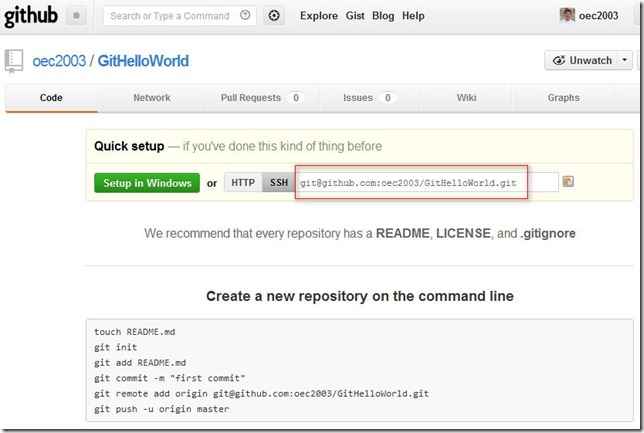 github Search or Type a Command Explore Gist Blog Help oec2003
oec2003 / GitHelloWorld Unwatch
Code Network Pull Requests 0 Issues 0 Wiki Graphs
Quick setup — if you've done this kind of thing before
Setup in Windows or HTTP SSH git@github.com:oec2003/GitHelloWorld.git
We recommend that every repository has a README, LICENSE, and .gitignore
Create a new repository on the command line
touch README.md
git init
git add README.md
git commit -m "first commit"
git remote add origin git@github.com:oec2003/GitHelloWorld.git
git push -u origin master